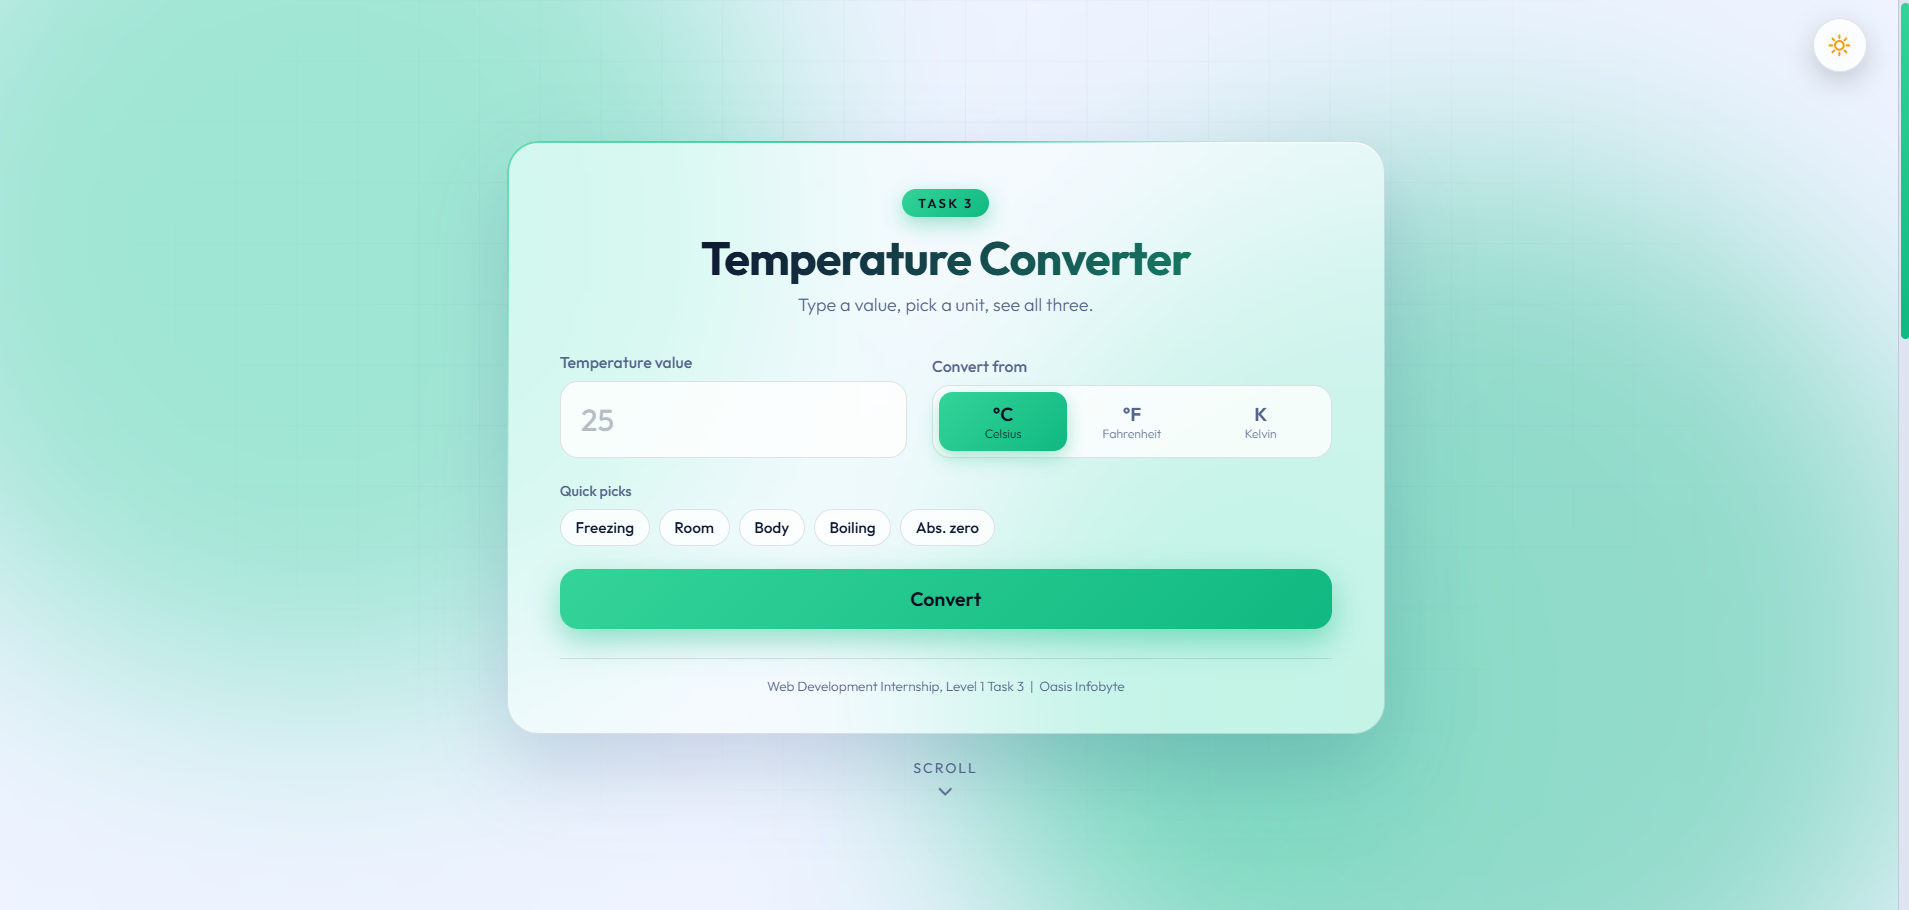 TASK 3
Temperature Converter
Type a value, pick a unit, see all three.
Temperature value
Convert from
25
°C
Celsius
°F
Fahrenheit
K
Kelvin
Quick picks
Freezing Room Body Boiling Abs. zero
Convert
Web Development Internship, Level 1 Task 3 | Oasis Infobyte
SCROLL